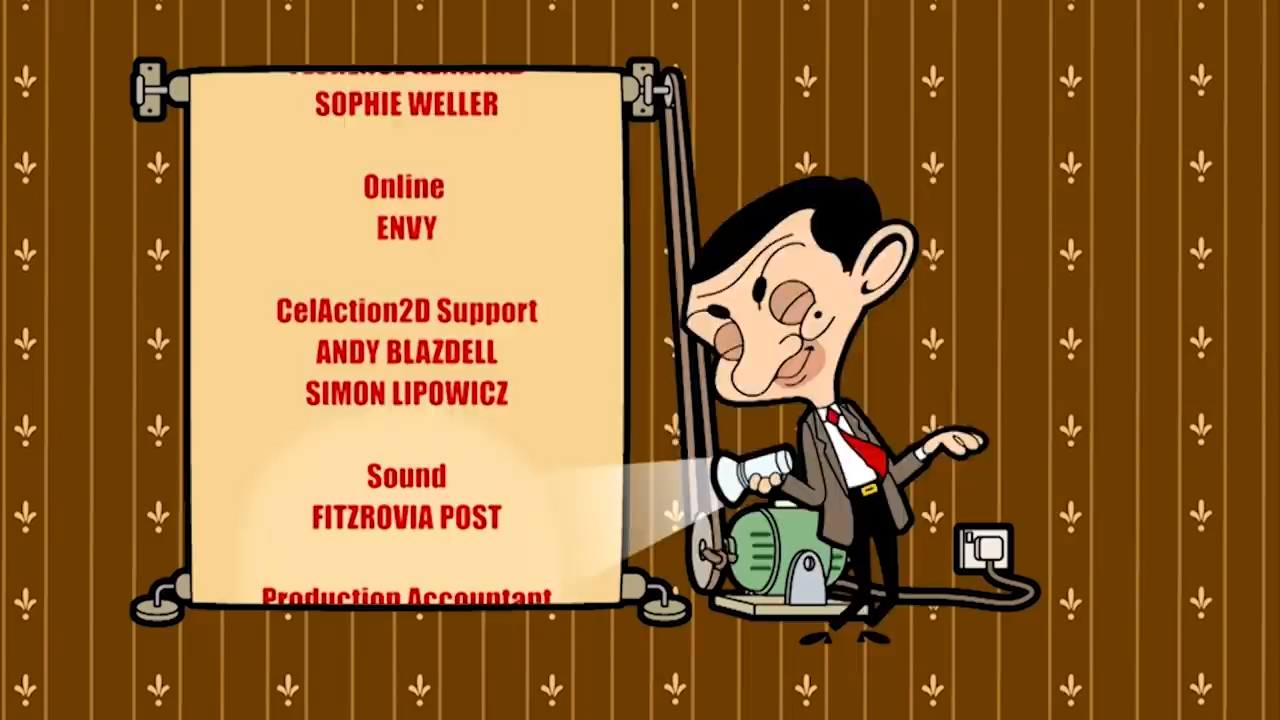 SOPHIE WELLER
Online
ENVY
CelAction2D Support
ANDY BLAZDELL
SIMON LIPOWICZ
Sound
FITZROVIA POST
Production Accountant